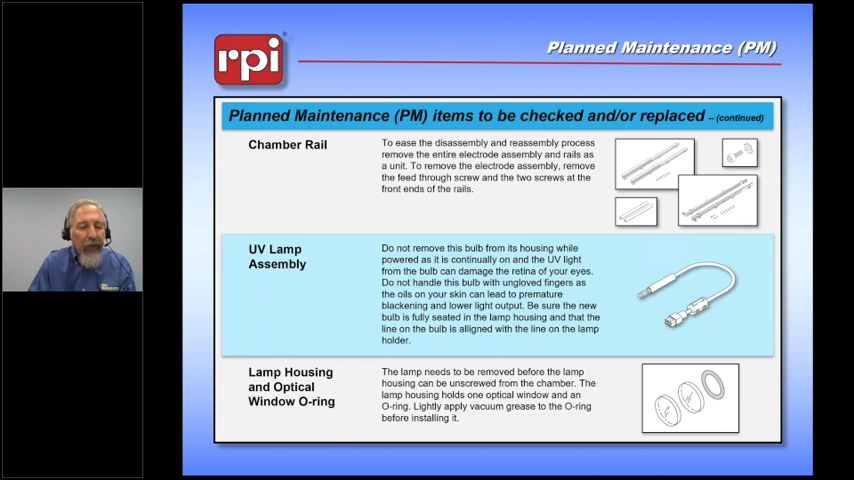 rpi
Planned Maintenance (PM)
Planned Maintenance (PM) items to be checked and/or replaced – (continued)
Chamber Rail
To ease the disassembly and reassembly process
remove the entire electrode assembly and rails as
a unit. To remove the electrode assembly, remove
the feed through screw and the two screws at the
front ends of the rails.
UV Lamp
Assembly
Do not remove this bulb from its housing while
powered as it is continually on and the UV light
from the bulb can damage the retina of your eyes.
Do not handle this bulb with ungloved fingers as
the oils on your skin can lead to premature
blackening and lower light output. Be sure the new
bulb is fully seated in the lamp housing and that the
line on the bulb is alligned with the line on the lamp
holder.
Lamp Housing
and Optical
Window O-ring
The lamp needs to be removed before the lamp
housing can be unscrewed from the chamber. The
lamp housing holds one optical window and an
O-ring. Lightly apply vacuum grease to the O-ring
before installing it.